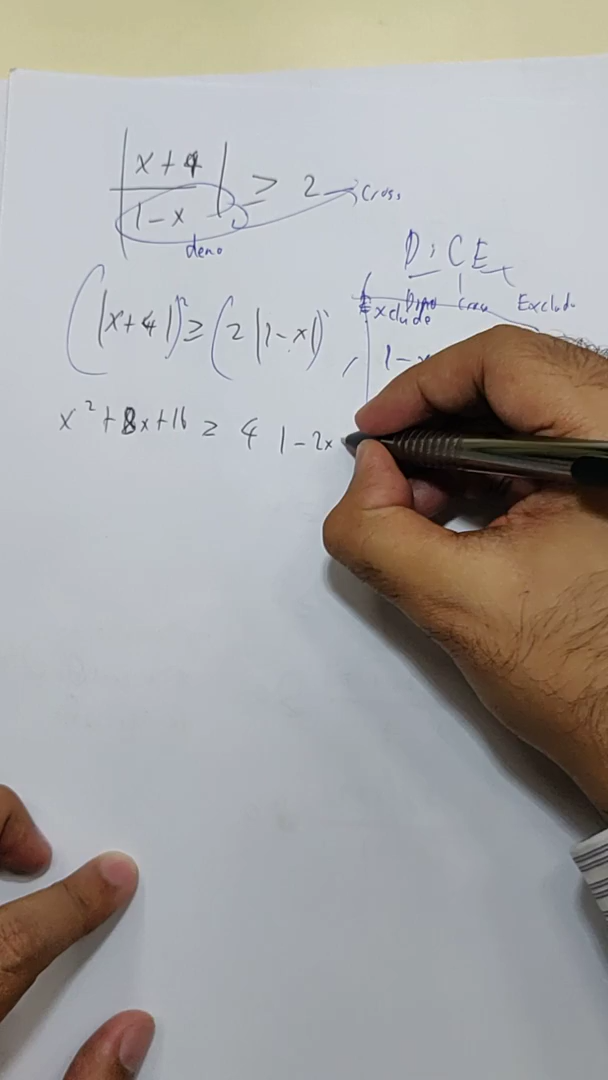 |x+4| ≥ 2 Cross
|1-x|
deno
D i C E
Deno Cross Exclude
Exclude
(|x+4|)² ≥ (2|1-x|)² , 1-x
x²+8x+16 ≥ 4 1-2x